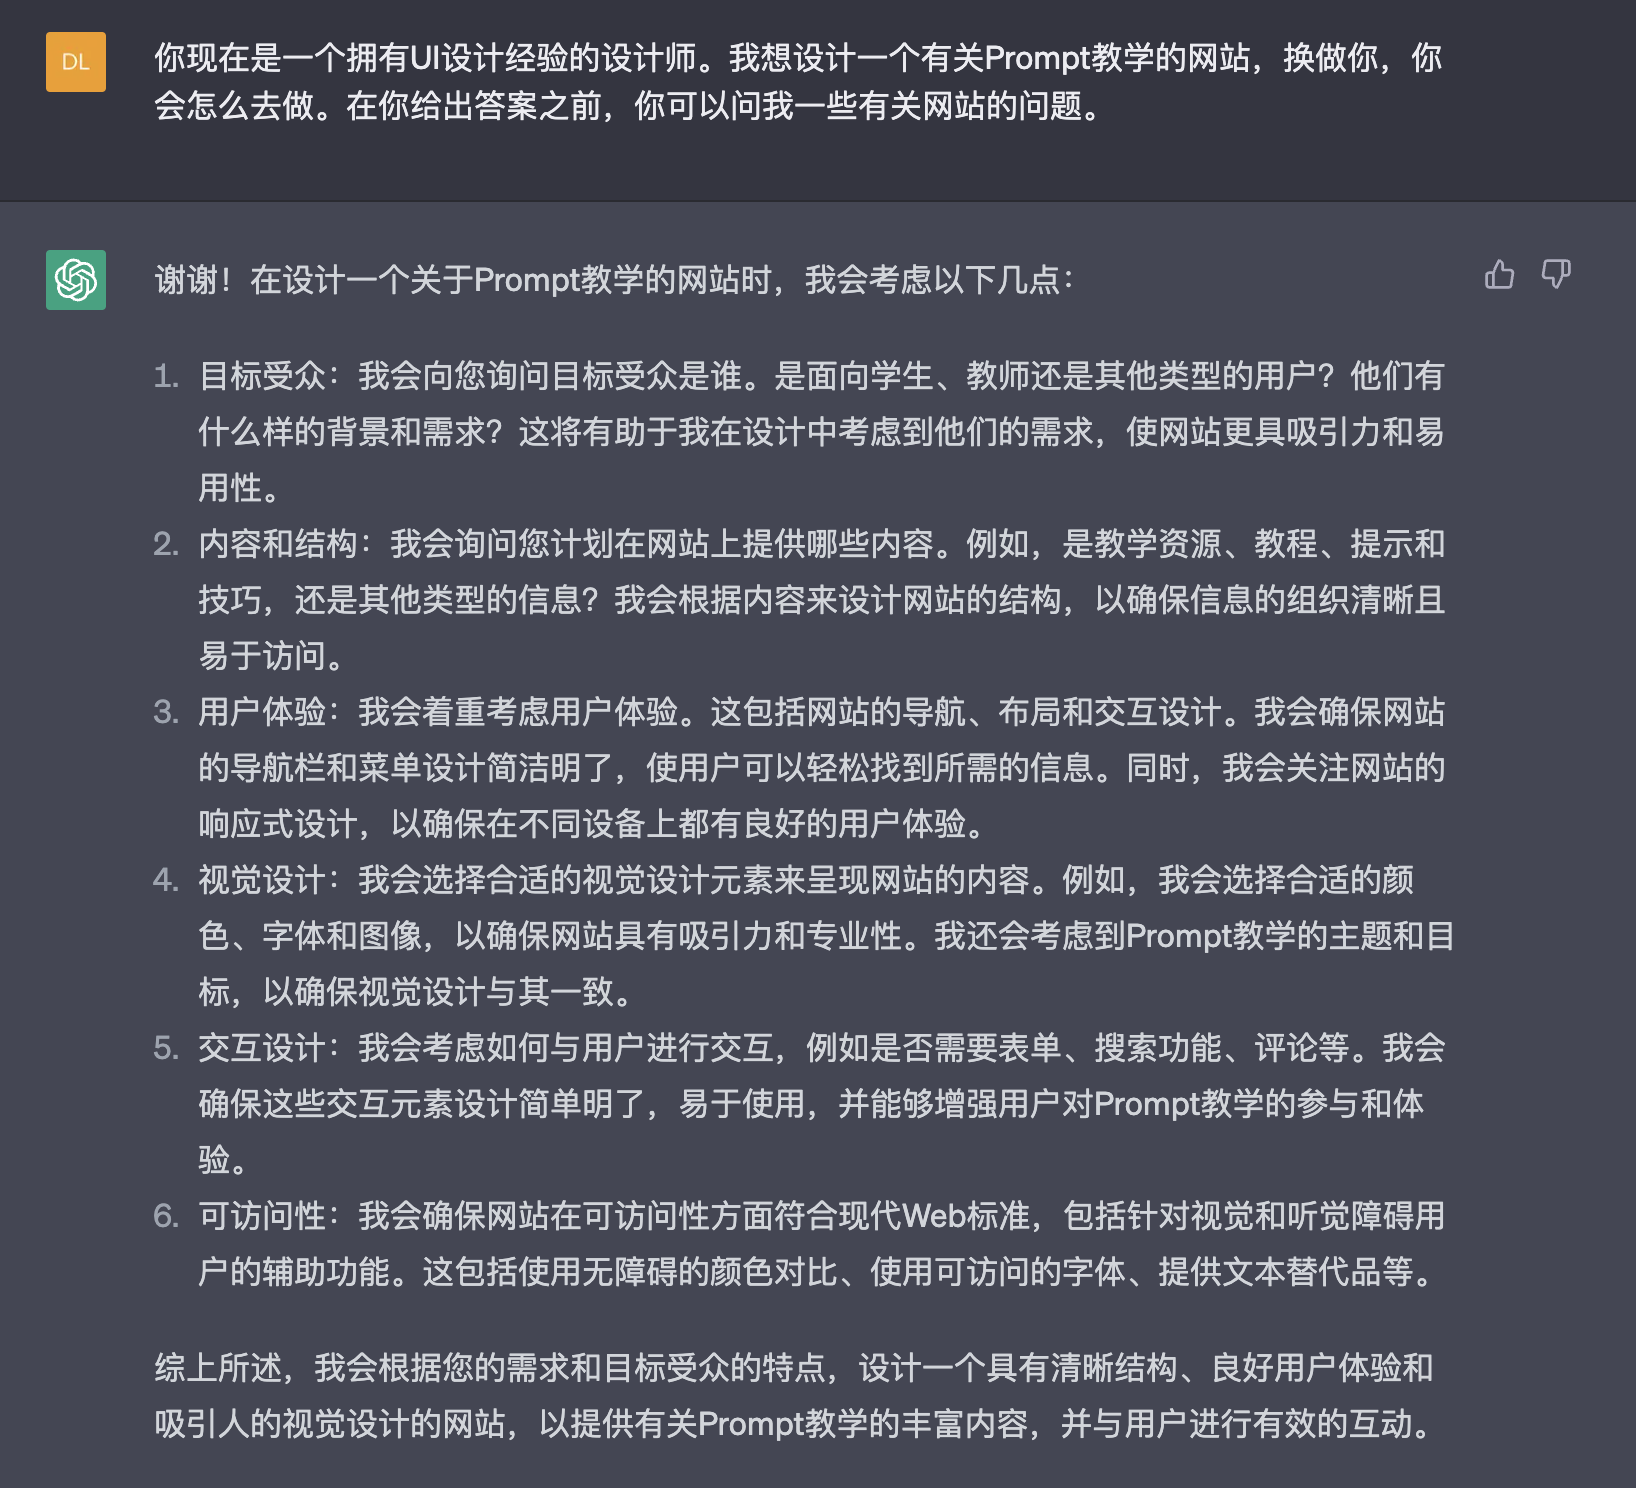 DL
你现在是一个拥有UI设计经验的设计师。我想设计一个有关Prompt教学的网站，换做你，你
会怎么去做。在你给出答案之前，你可以问我一些有关网站的问题。
谢谢！在设计一个关于Prompt教学的网站时，我会考虑以下几点：
1. 目标受众：我会向您询问目标受众是谁。是面向学生、教师还是其他类型的用户？他们有
什么样的背景和需求？这将有助于我在设计中考虑到他们的需求，使网站更具吸引力和易
用性。
2. 内容和结构：我会询问您计划在网站上提供哪些内容。例如，是教学资源、教程、提示和
技巧，还是其他类型的信息？我会根据内容来设计网站的结构，以确保信息的组织清晰且
易于访问。
3. 用户体验：我会着重考虑用户体验。这包括网站的导航、布局和交互设计。我会确保网站
的导航栏和菜单设计简洁明了，使用户可以轻松找到所需的信息。同时，我会关注网站的
响应式设计，以确保在不同设备上都有良好的用户体验。
4. 视觉设计：我会选择合适的视觉设计元素来呈现网站的内容。例如，我会选择合适的颜
色、字体和图像，以确保网站具有吸引力和专业性。我还会考虑到Prompt教学的主题和目
标，以确保视觉设计与其一致。
5. 交互设计：我会考虑如何与用户进行交互，例如是否需要表单、搜索功能、评论等。我会
确保这些交互元素设计简单明了，易于使用，并能够增强用户对Prompt教学的参与和体
验。
6. 可访问性：我会确保网站在可访问性方面符合现代Web标准，包括针对视觉和听觉障碍用
户的辅助功能。这包括使用无障碍的颜色对比、使用可访问的字体、提供文本替代品等。
综上所述，我会根据您的需求和目标受众的特点，设计一个具有清晰结构、良好用户体验和
吸引人的视觉设计的网站，以提供有关Prompt教学的丰富内容，并与用户进行有效的互动。